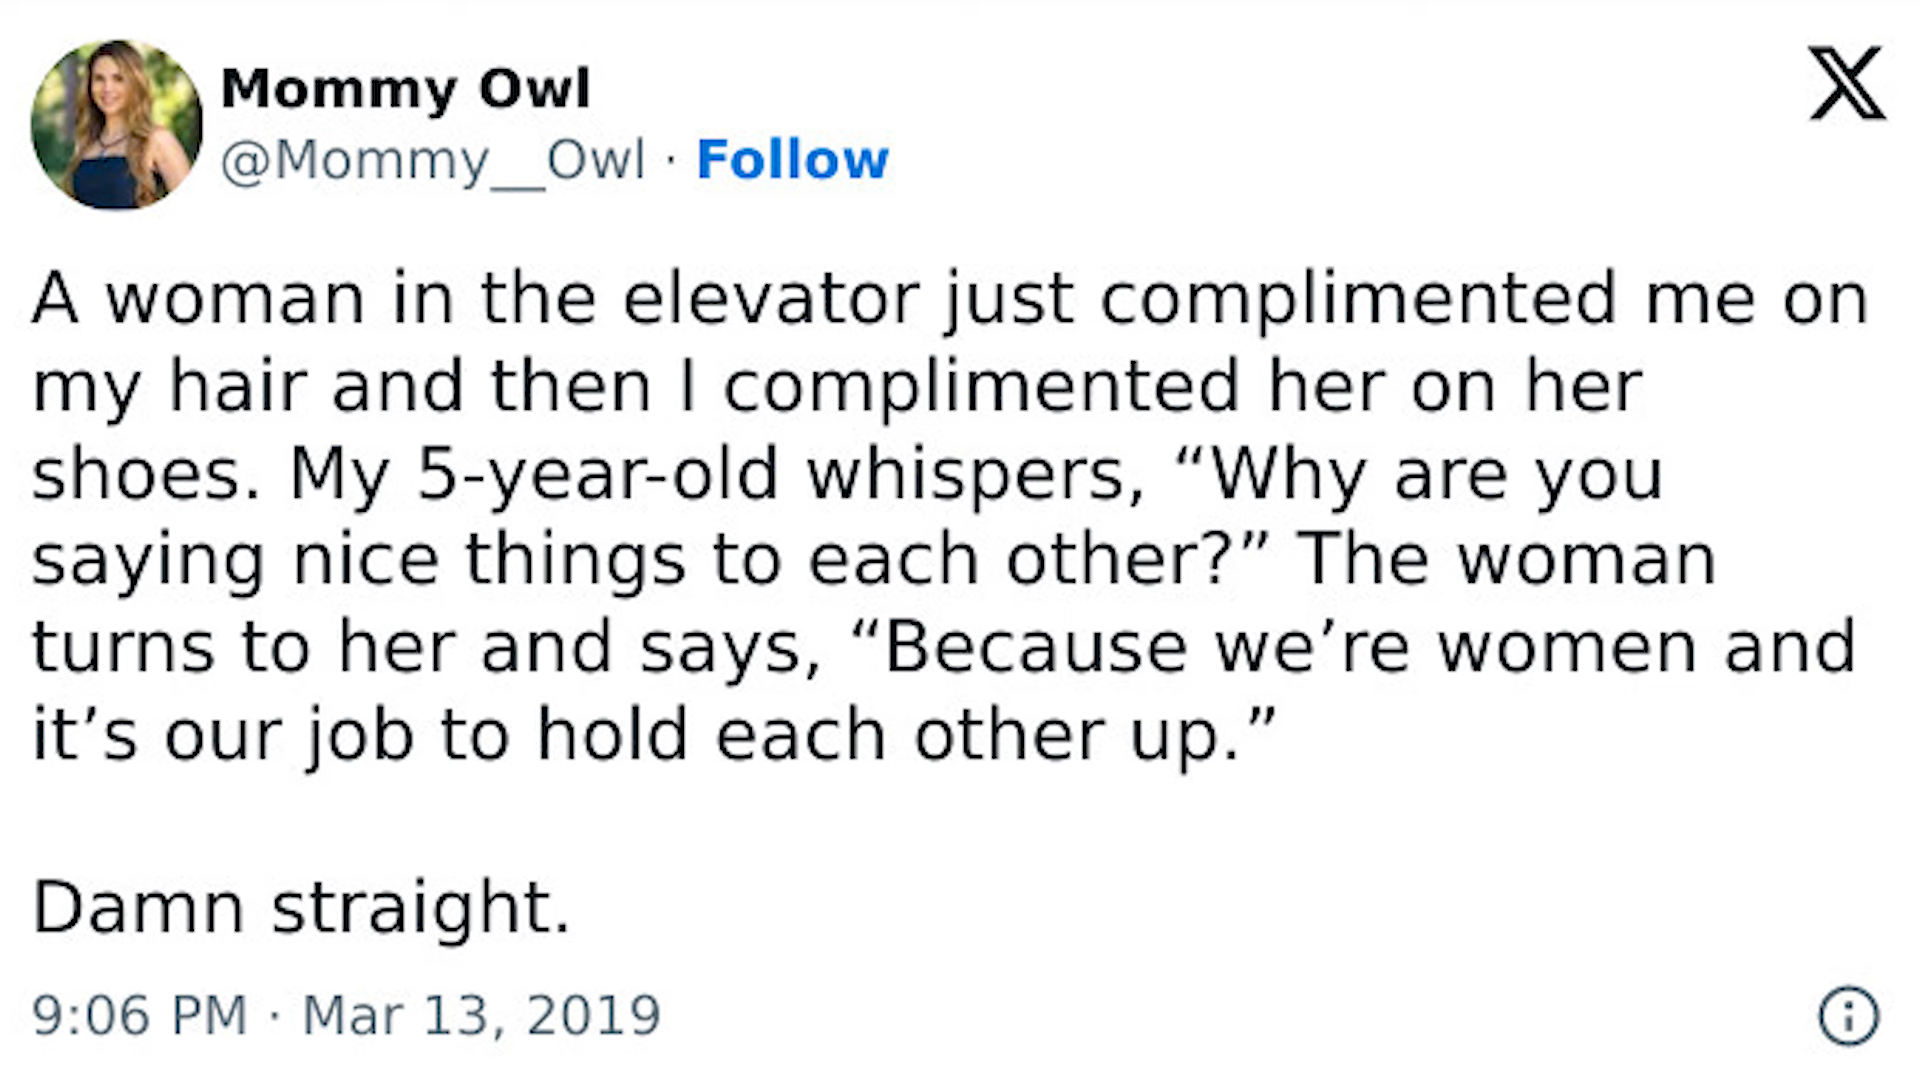 Mommy Owl
@Mommy__Owl · Follow
A woman in the elevator just complimented me on
my hair and then I complimented her on her
shoes. My 5-year-old whispers, “Why are you
saying nice things to each other?” The woman
turns to her and says, “Because we’re women and
it’s our job to hold each other up.”
Damn straight.
9:06 PM · Mar 13, 2019